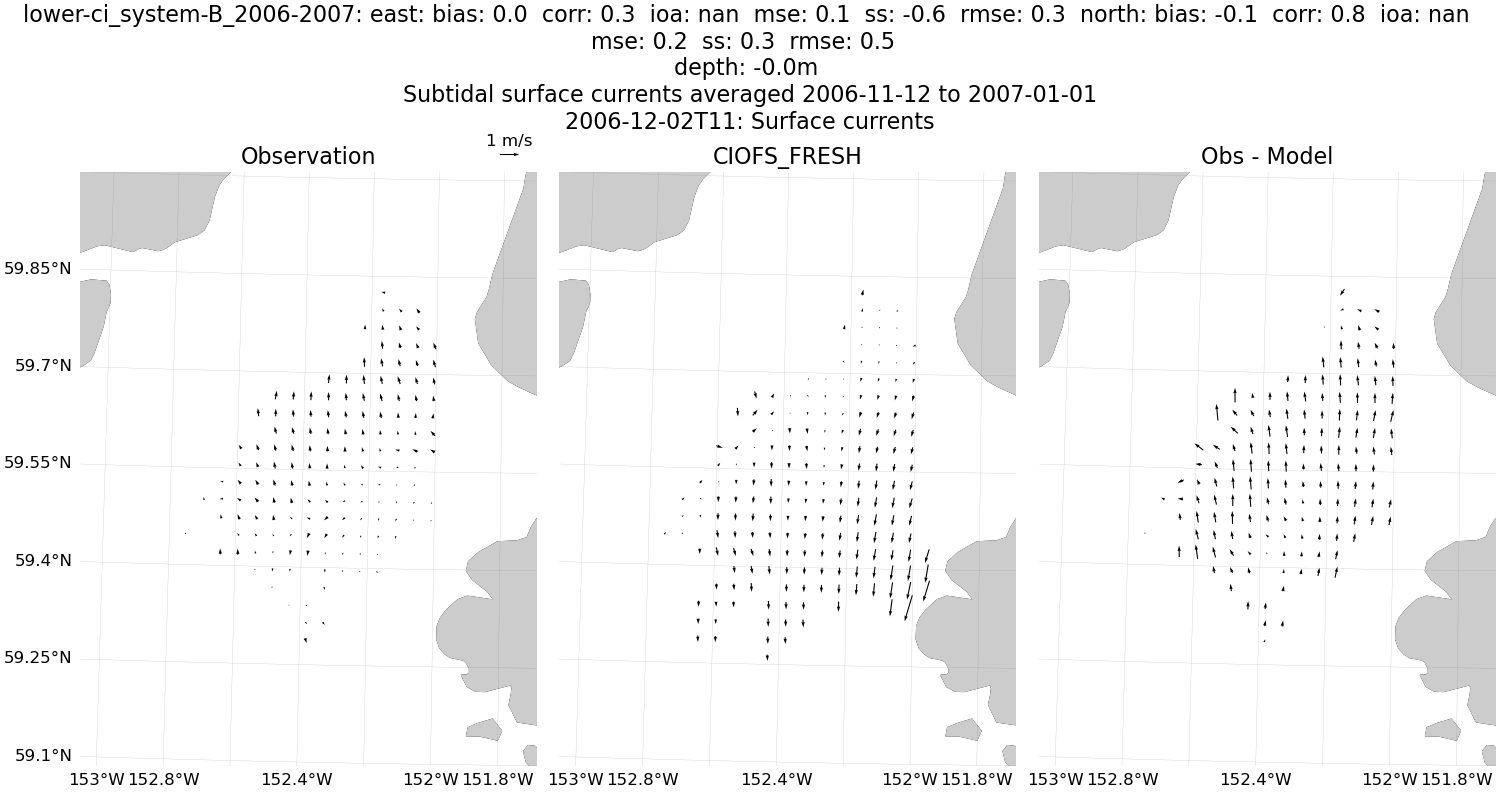 lower-ci_system-B_2006-2007: east: bias: 0.0  corr: 0.3  ioa: nan  mse: 0.1  ss: -0.6  rmse: 0.3  north: bias: -0.1  corr: 0.8  ioa: nan
mse: 0.2  ss: 0.3  rmse: 0.5
depth: -0.0m
Subtidal surface currents averaged 2006-11-12 to 2007-01-01
2006-12-02T11: Surface currents
1 m/s
Observation CIOFS_FRESH Obs - Model
59.85°N
59.7°N
59.55°N
59.4°N
59.25°N
59.1°N
153°W 152.8°W 152.4°W 152°W 151.8°W 153°W 152.8°W 152.4°W 152°W 151.8°W 153°W 152.8°W 152.4°W 152°W 151.8°W